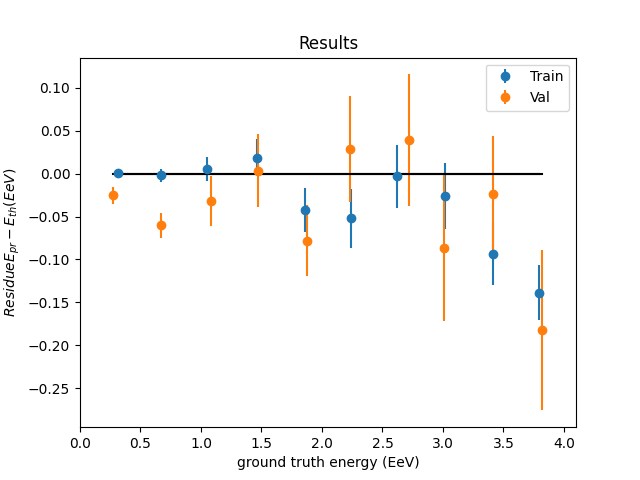 Results
Train
Val
0.10
0.05
0.00
−0.05
−0.10
−0.15
−0.20
−0.25
ResidueE_pr − E_th(EeV)
0.0 0.5 1.0 1.5 2.0 2.5 3.0 3.5 4.0
ground truth energy (EeV)